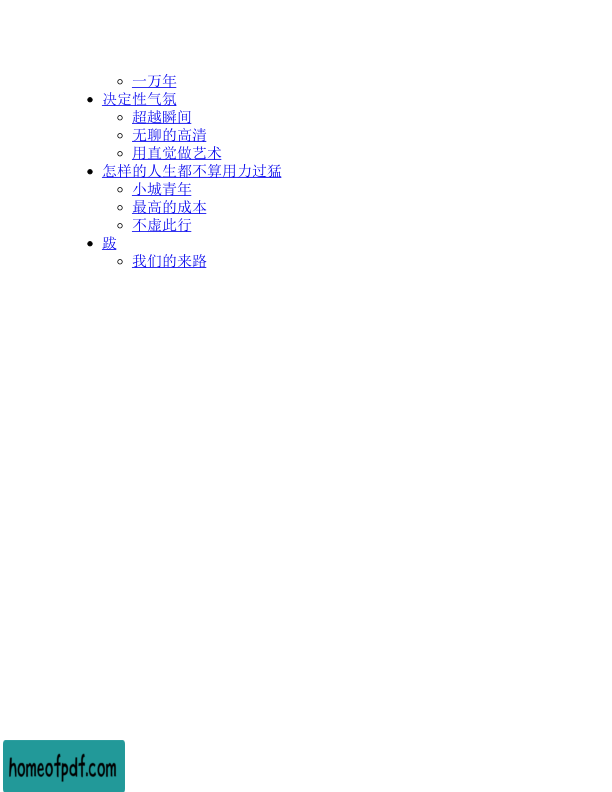 一万年
决定性气氛
超越瞬间
无聊的高清
用直觉做艺术
怎样的人生都不算用力过猛
小城青年
最高的成本
不虚此行
跋
我们的来路
homeofpdf.com